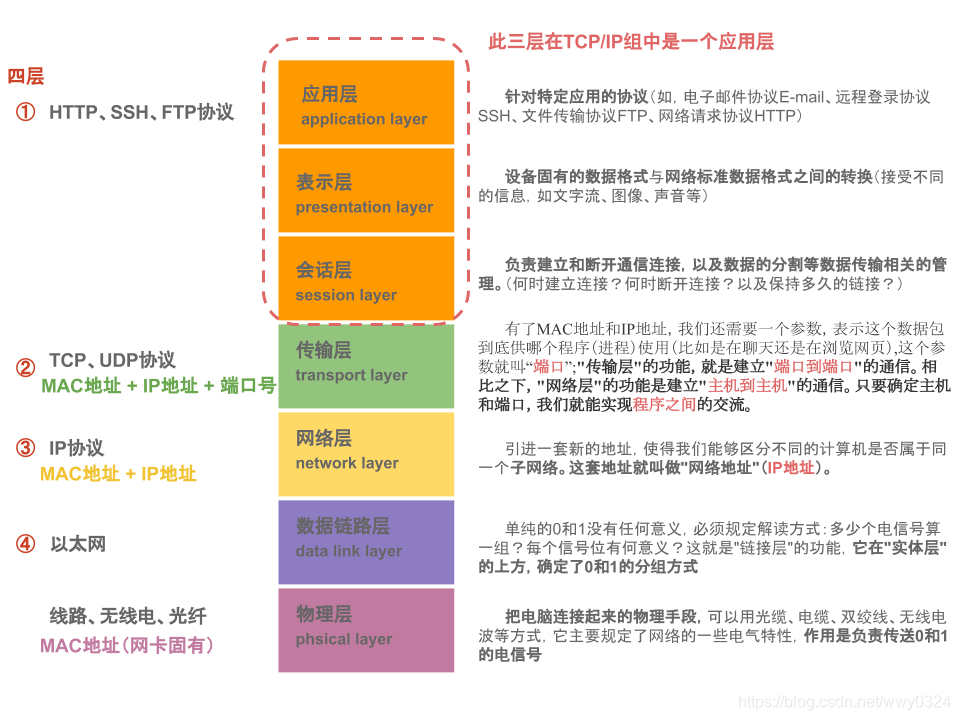 此三层在TCP/IP组中是一个应用层
四层
① HTTP、SSH、FTP协议
应用层
application layer
针对特定应用的协议（如，电子邮件协议E-mail、远程登录协议
SSH、文件传输协议FTP、网络请求协议HTTP）
表示层
presentation layer
设备固有的数据格式与网络标准数据格式之间的转换（接受不同
的信息，如文字流、图像、声音等）
会话层
session layer
负责建立和断开通信连接，以及数据的分割等数据传输相关的管
理。（何时建立连接？何时断开连接？以及保持多久的链接？）
② TCP、UDP协议
MAC地址 + IP地址 + 端口号
传输层
transport layer
有了MAC地址和IP地址，我们还需要一个参数，表示这个数据包
到底供哪个程序(进程)使用(比如是在聊天还是在浏览网页),这个参
数就叫“端口”;"传输层"的功能，就是建立"端口到端口"的通信。相
比之下，"网络层"的功能是建立"主机到主机"的通信。只要确定主机
和端口，我们就能实现程序之间的交流。
③ IP协议
MAC地址 + IP地址
网络层
network layer
引进一套新的地址，使得我们能够区分不同的计算机是否属于同
一个子网络。这套地址就叫做"网络地址"（IP地址）。
④ 以太网
数据链路层
data link layer
单纯的0和1没有任何意义，必须规定解读方式：多少个电信号算
一组？每个信号位有何意义？这就是"链接层"的功能，它在"实体层"
的上方，确定了0和1的分组方式
线路、无线电、光纤
MAC地址（网卡固有）
物理层
phsical layer
把电脑连接起来的物理手段，可以用光缆、电缆、双绞线、无线电
波等方式，它主要规定了网络的一些电气特性，作用是负责传送0和1
的电信号
https://blog.csdn.net/wwy0324